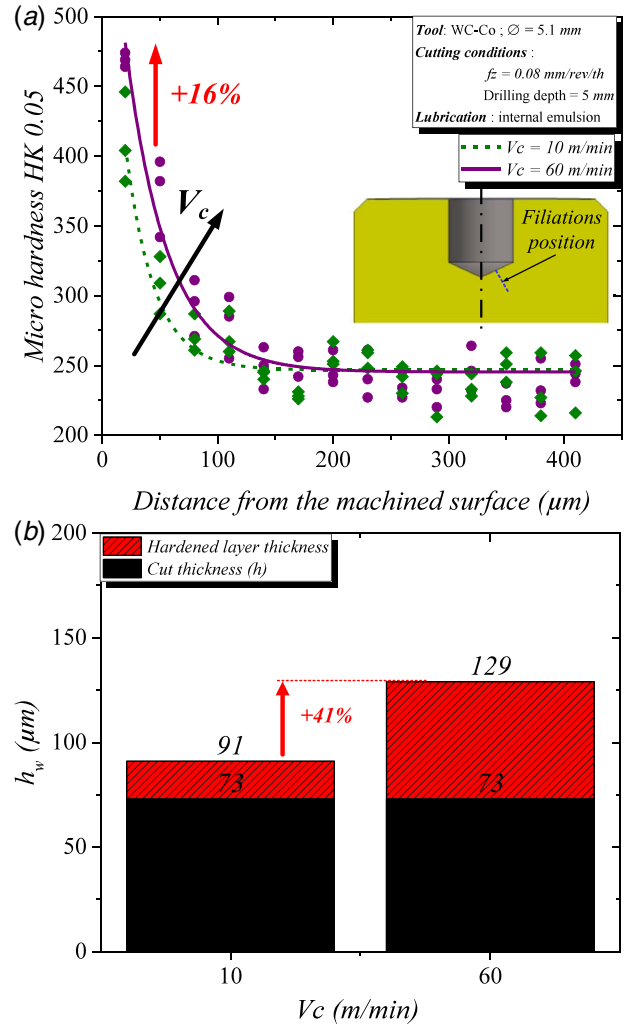 (a)
500
450
400
350
300
250
200
Micro hardness HK 0.05
+16%
Vc
Tool: WC-Co ; ∅ = 5.1 mm
Cutting conditions :
fz = 0.08 mm/rev/th
Drilling depth = 5 mm
Lubrication : internal emulsion
Vc = 10 m/min
Vc = 60 m/min
Filiations
position
0 100 200 300 400
Distance from the machined surface (µm)
(b)
200
150
100
50
0
hw (µm)
Hardened layer thickness
Cut thickness (h)
129
+41%
91
73 73
10 60
Vc (m/min)